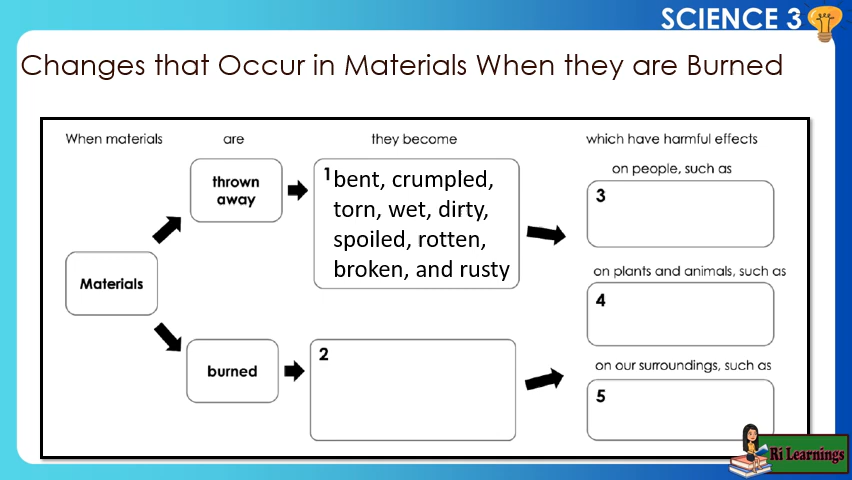 SCIENCE 3
Changes that Occur in Materials When they are Burned
When materials are they become which have harmful effects
on people, such as
thrown
away
1 bent, crumpled,
torn, wet, dirty,
spoiled, rotten,
broken, and rusty
3
Materials
on plants and animals, such as
4
burned
2
on our surroundings, such as
5
Ri Learnings